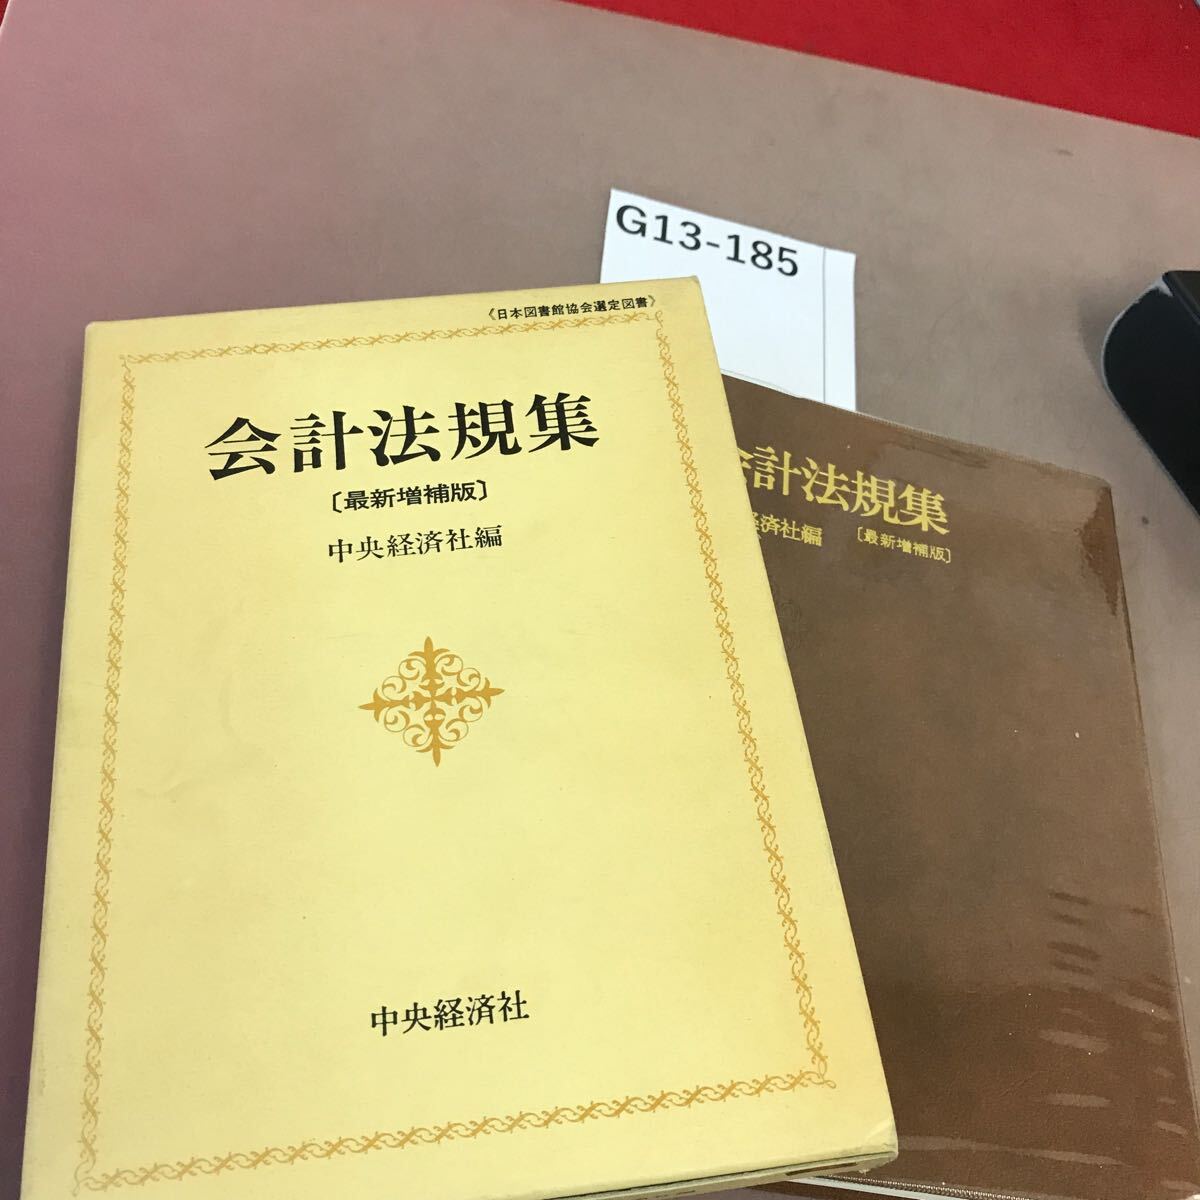 G13-185
《日本図書館協会選定図書》
会計法規集
〔最新増補版〕
中央経済社編
中央経済社
会計法規集
経済社編 〔最新増補版〕